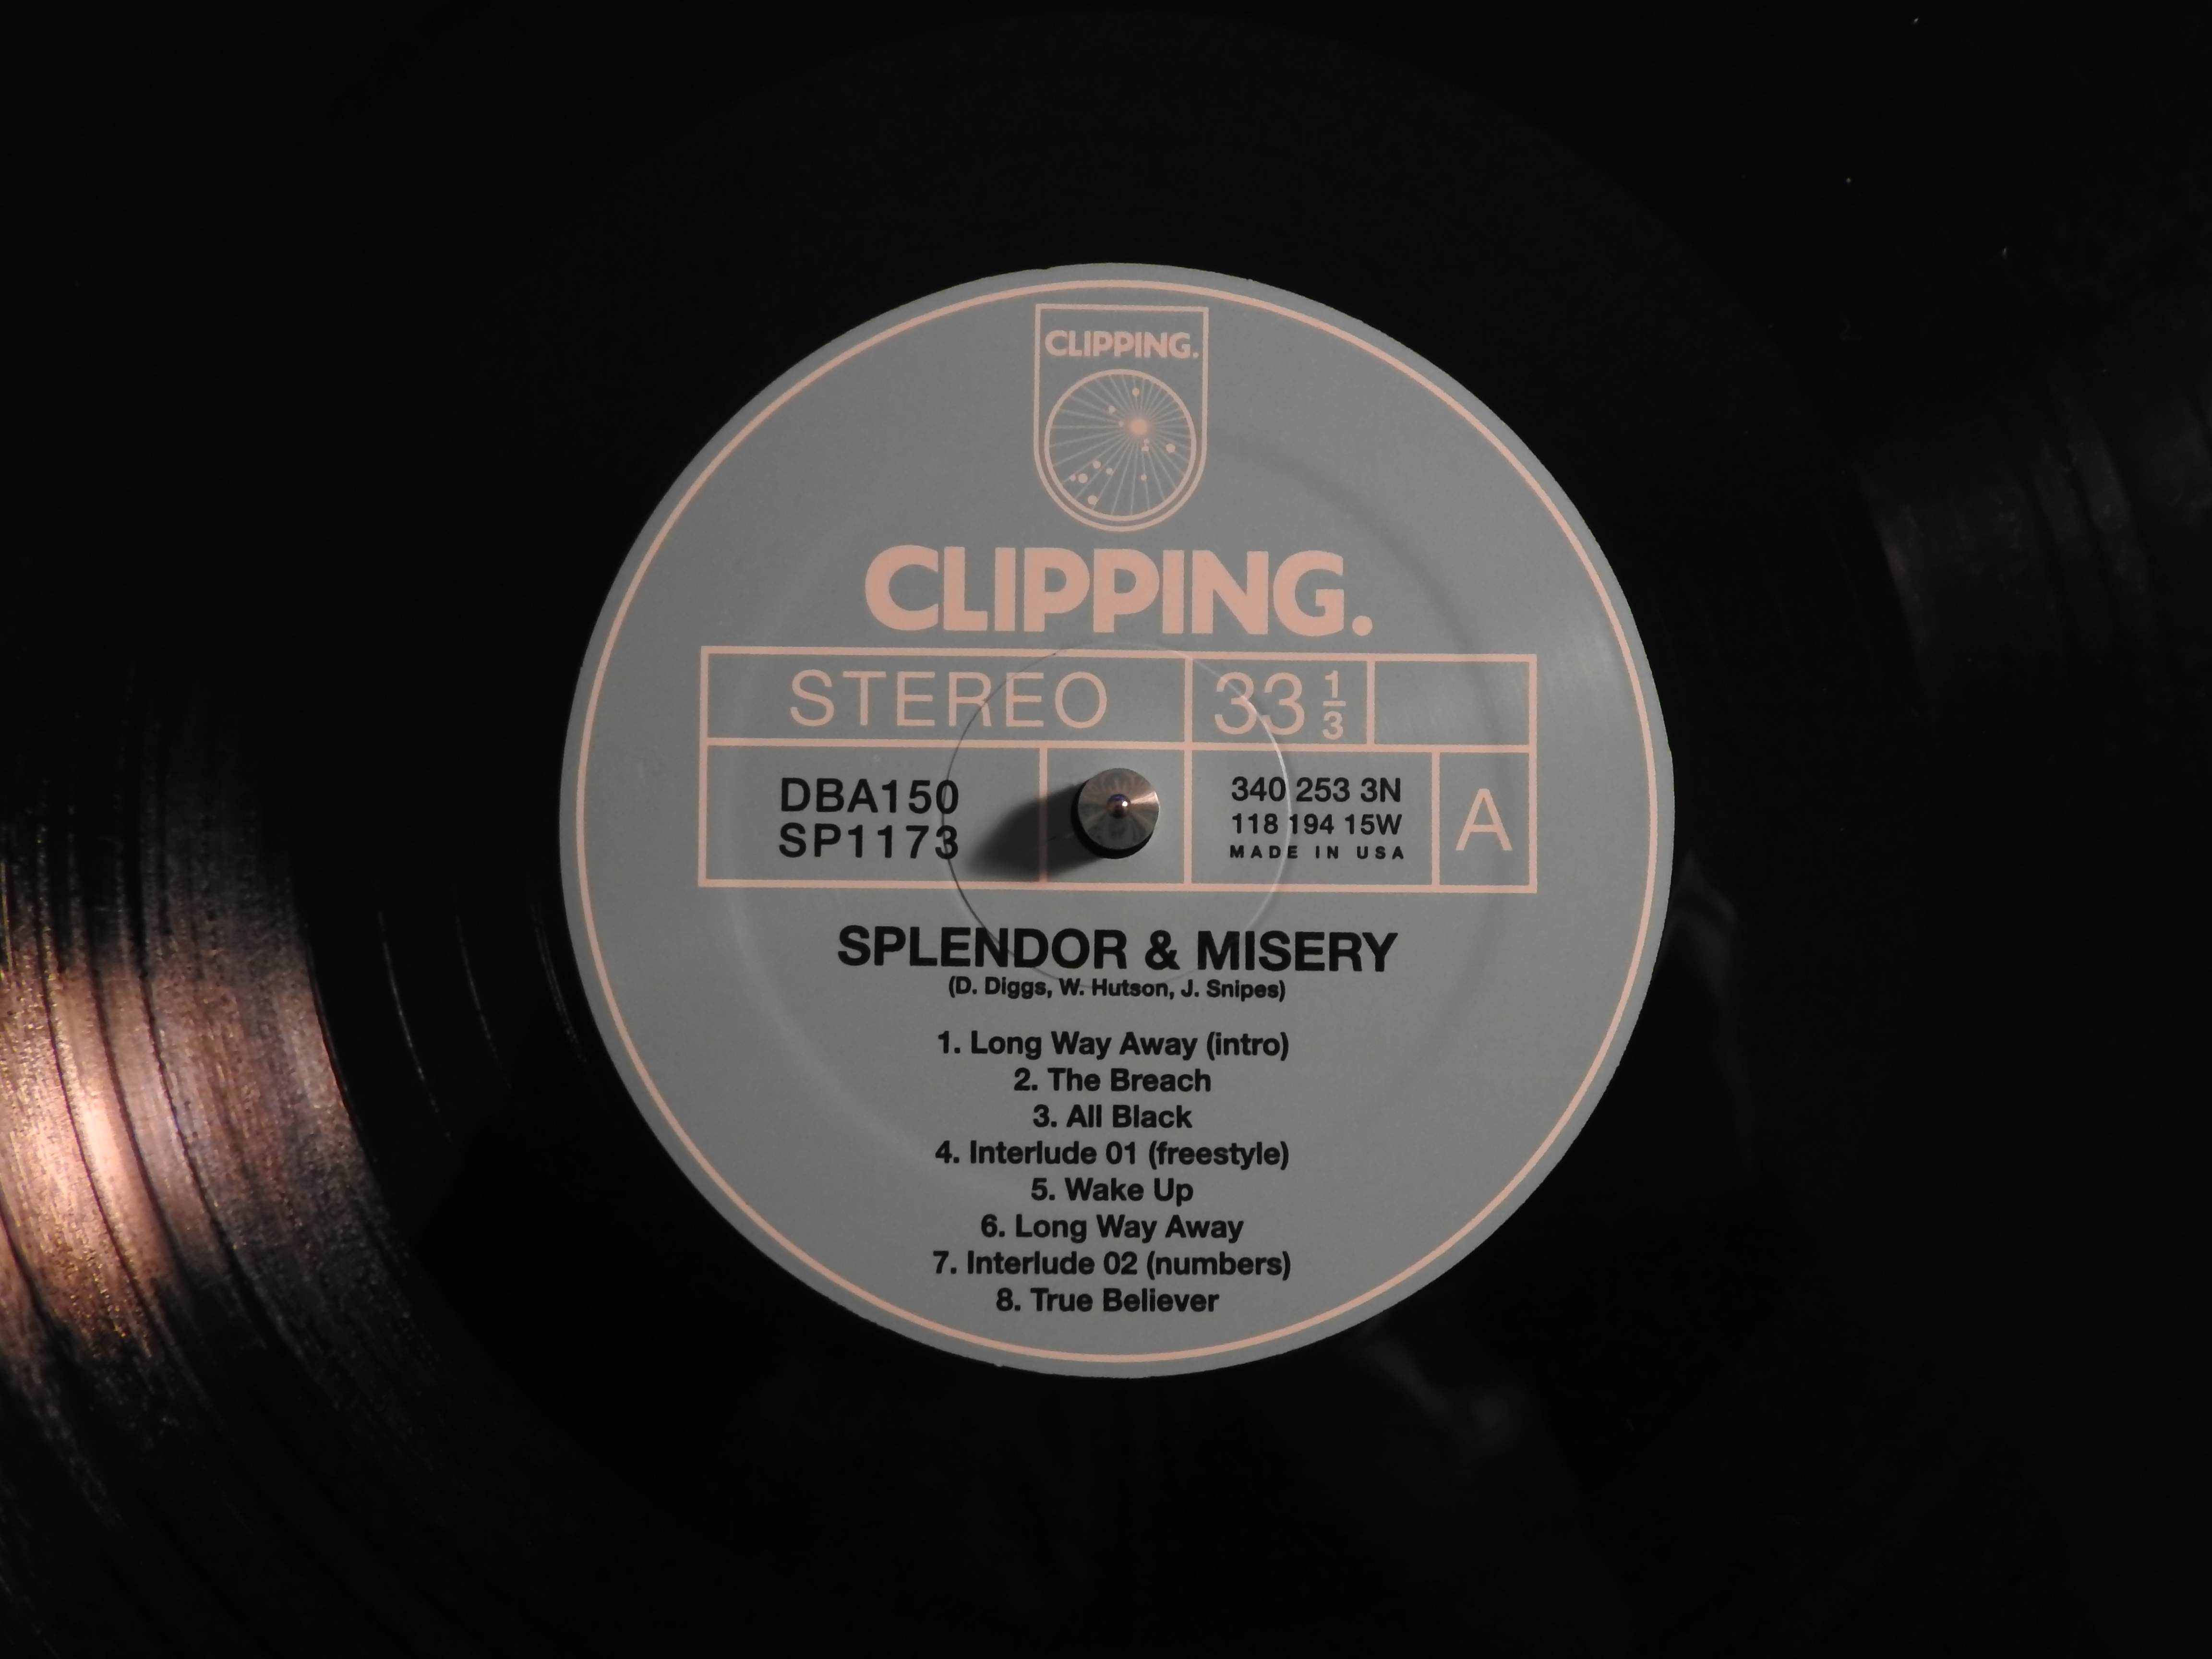 CLIPPING.
CLIPPING.
STEREO
33 1/3
DBA150
SP1173
340 253 3N
118 194 15W
MADE IN USA
A
SPLENDOR & MISERY
(D. Diggs, W. Hutson, J. Snipes)
1. Long Way Away (intro)
2. The Breach
3. All Black
4. Interlude 01 (freestyle)
5. Wake Up
6. Long Way Away
7. Interlude 02 (numbers)
8. True Believer